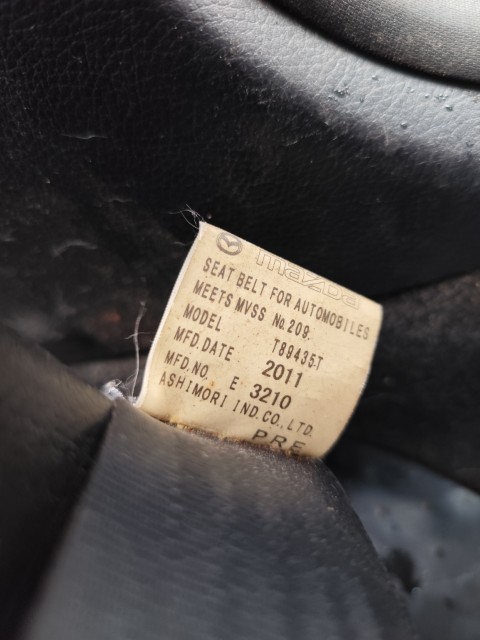 mazda
SEAT BELT FOR AUTOMOBILES
MEETS MVSS No.209.
MODEL T89435T
MFD.DATE 2011
MFD.NO. E 3210
ASHIMORI IND.CO.,LTD.
PRE